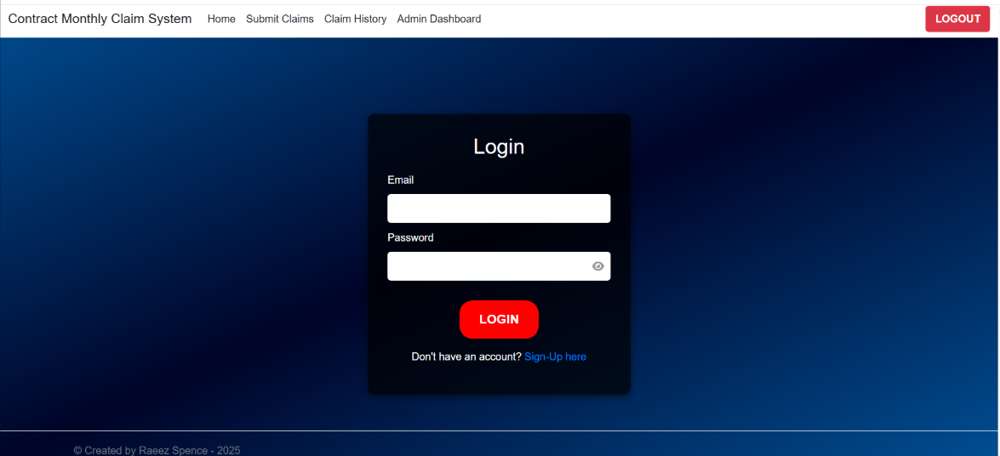 Contract Monthly Claim System Home Submit Claims Claim History Admin Dashboard LOGOUT
Login
Email
Password
LOGIN
Don't have an account? Sign-Up here
© Created by Raeez Spence - 2025